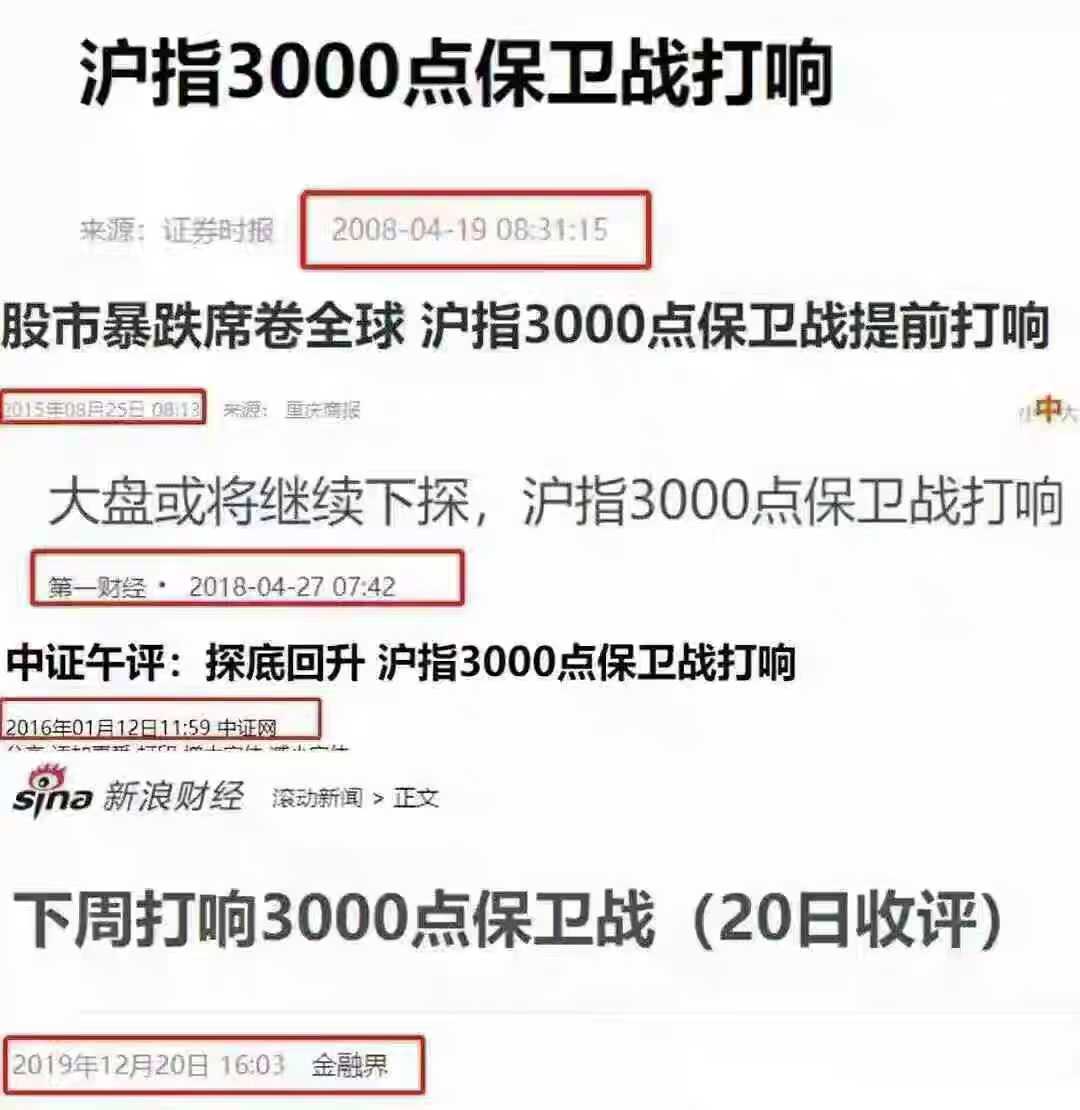 沪指3000点保卫战打响
来源： 证券时报 2008-04-19 08:31:15
股市暴跌席卷全球 沪指3000点保卫战提前打响
2015年08月25日 08:13 来源： 重庆商报 小 中 大
大盘或将继续下探，沪指3000点保卫战打响
第一财经 · 2018-04-27 07:42
中证午评：探底回升 沪指3000点保卫战打响
2016年01月12日11:59 中证网
sina 新浪财经 滚动新闻 > 正文
下周打响3000点保卫战（20日收评）
2019年12月20日 16:03 金融界